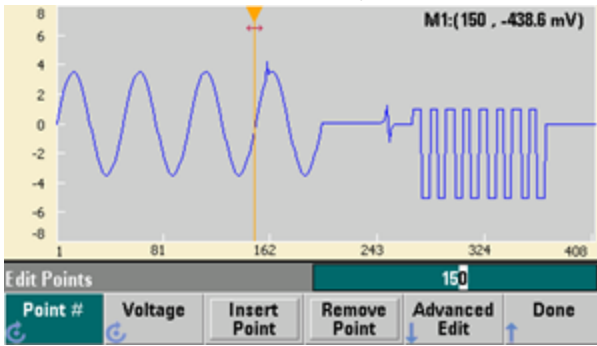 8
M1:(150 , -438.6 mV)
6
4
2
0
-2
-4
-6
-8
1 81 162 243 324 408
Edit Points 150
Point # Voltage Insert Point Remove Point Advanced Edit Done